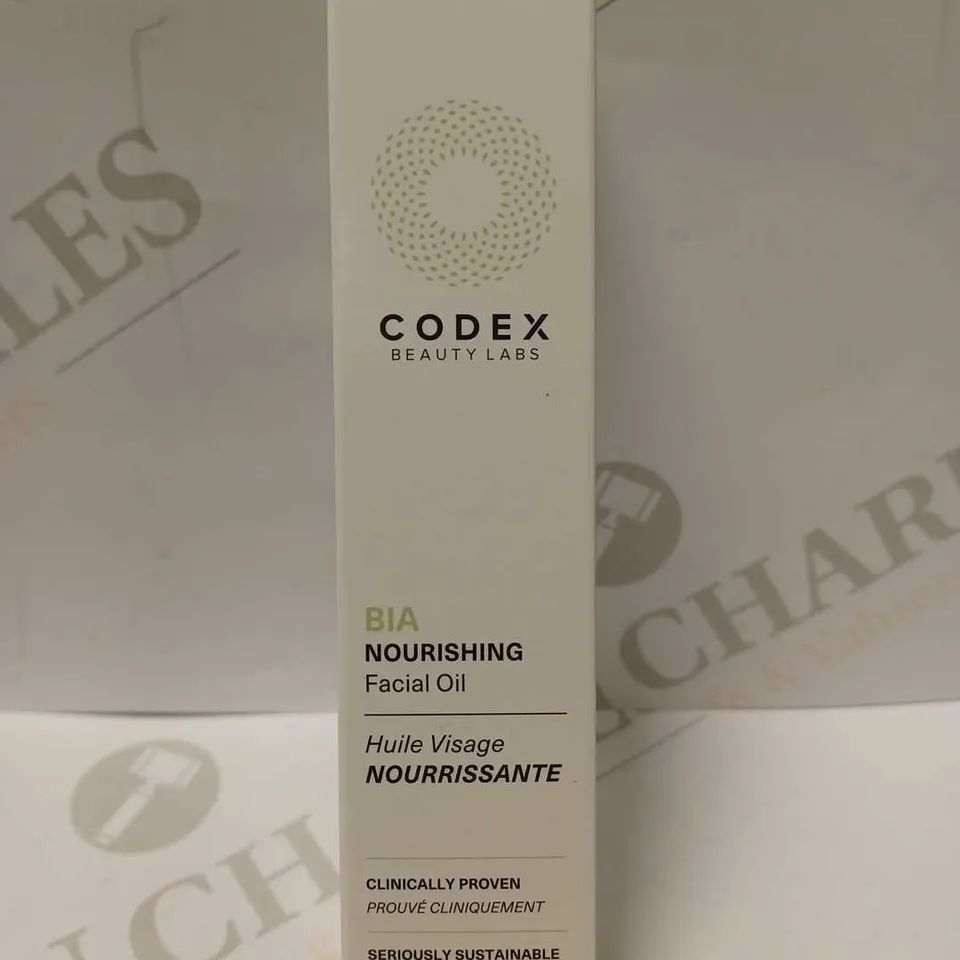 CODEX
BEAUTY LABS
BIA
NOURISHING
Facial Oil
Huile Visage
NOURRISSANTE
CLINICALLY PROVEN
PROUVÉ CLINIQUEMENT
SERIOUSLY SUSTAINABLE